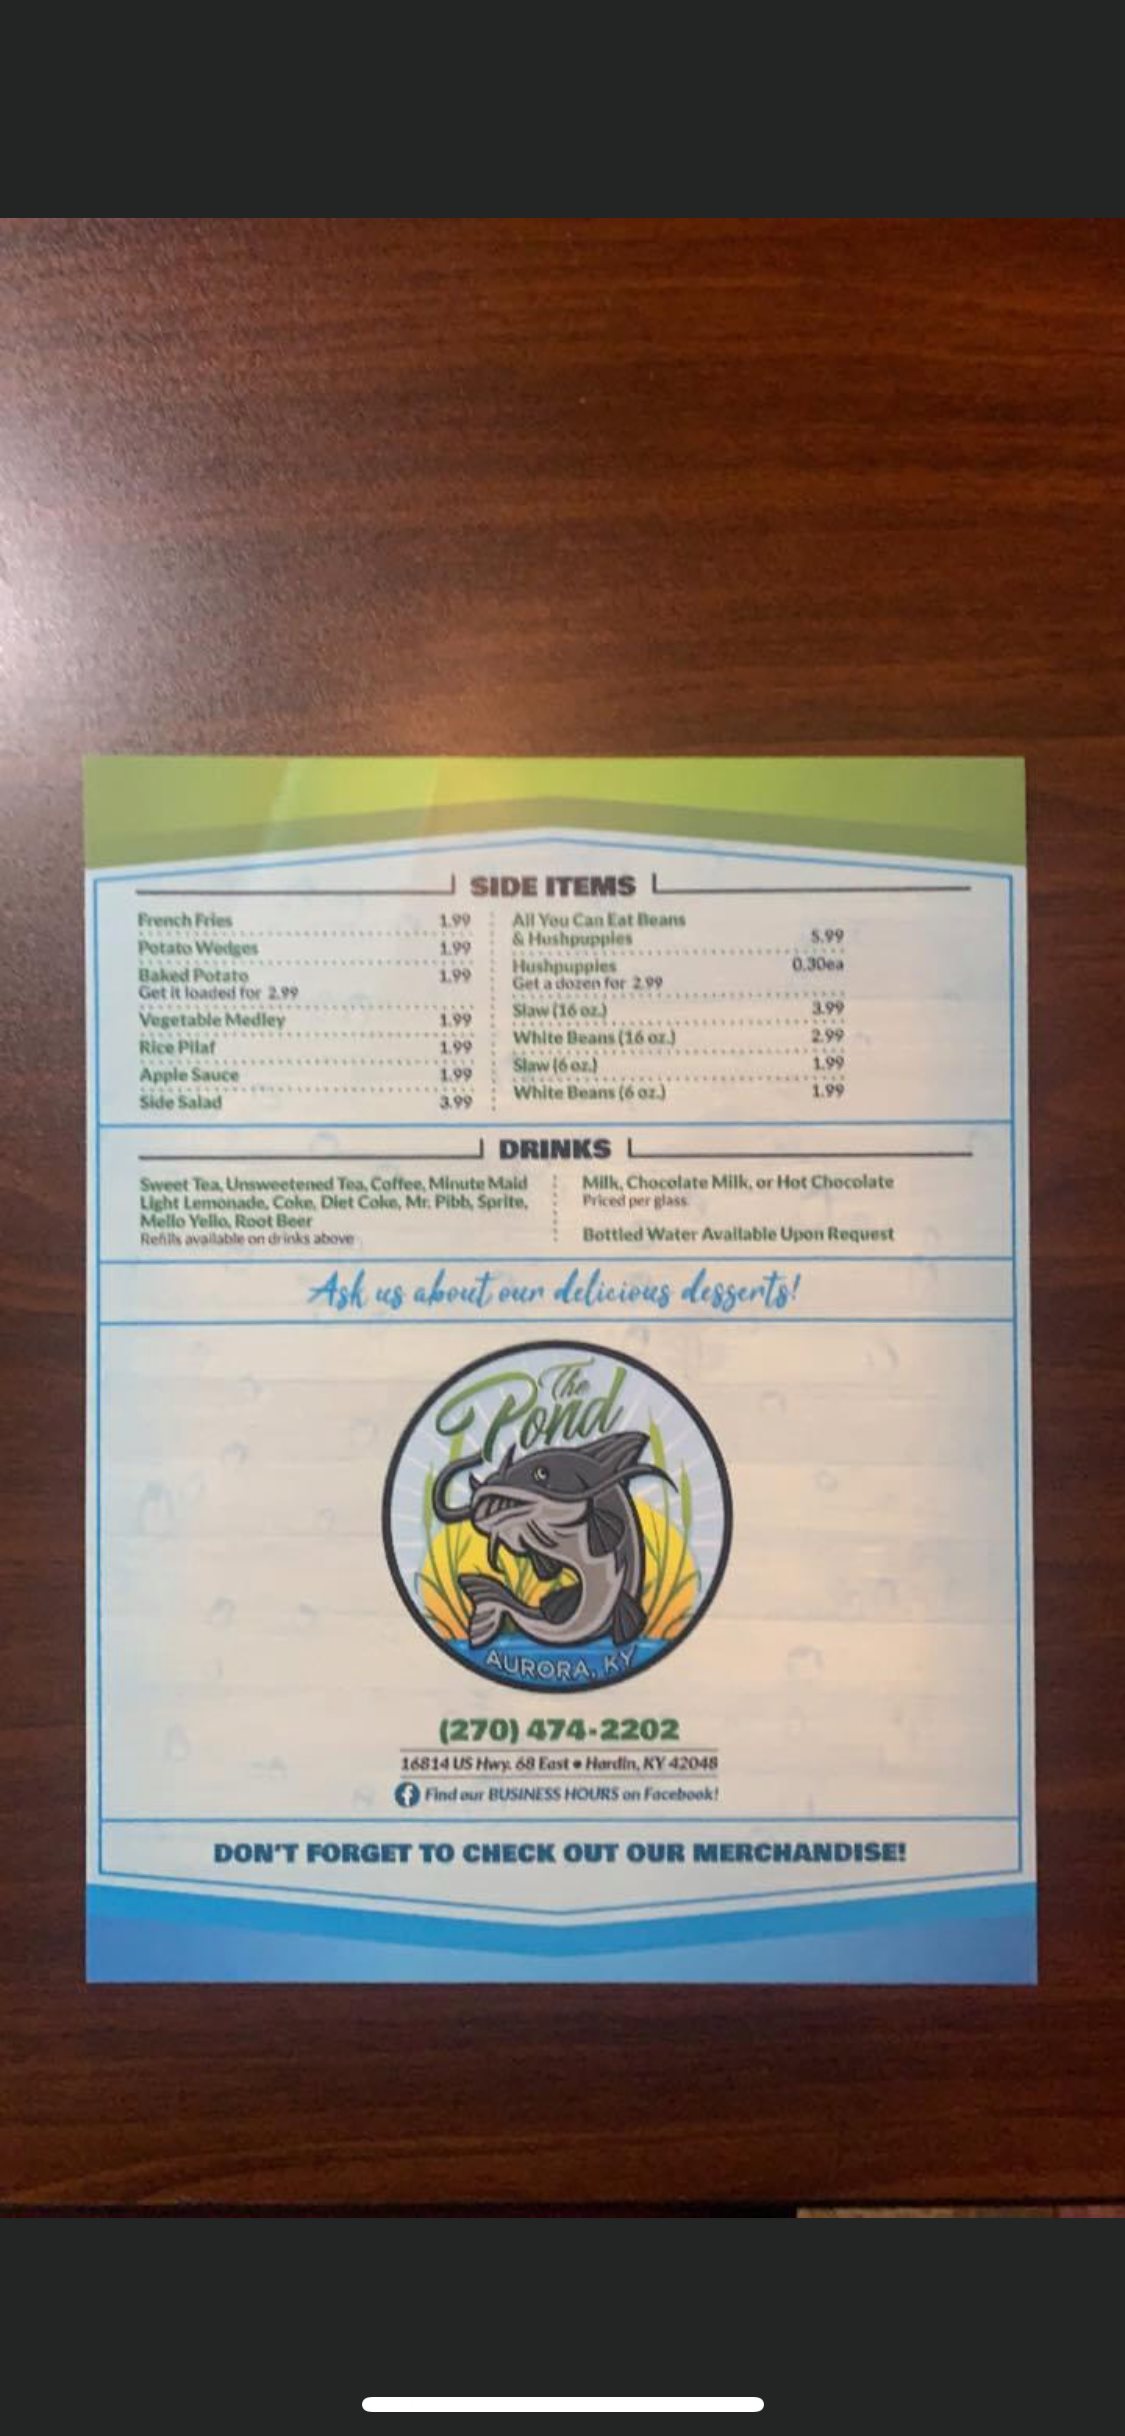 SIDE ITEMS
French Fries 1.99
Potato Wedges 1.99
Baked Potato 1.99
Get it loaded for 2.99
Vegetable Medley 1.99
Rice Pilaf 1.99
Apple Sauce 1.99
Side Salad 3.99
All You Can Eat Beans
& Hushpuppies 5.99
Hushpuppies 0.30ea
Get a dozen for 2.99
Slaw (16 oz.) 3.99
White Beans (16 oz.) 2.99
Slaw (6 oz.) 1.99
White Beans (6 oz.) 1.99
DRINKS
Sweet Tea, Unsweetened Tea, Coffee, Minute Maid
Light Lemonade, Coke, Diet Coke, Mr. Pibb, Sprite,
Mello Yello, Root Beer
Refills available on drinks above
Milk, Chocolate Milk, or Hot Chocolate
Priced per glass
Bottled Water Available Upon Request
Ask us about our delicious desserts!
The
Pond
AURORA, KY
(270) 474-2202
16814 US Hwy. 68 East • Hardin, KY 42048
Find our BUSINESS HOURS on Facebook!
DON'T FORGET TO CHECK OUT OUR MERCHANDISE!